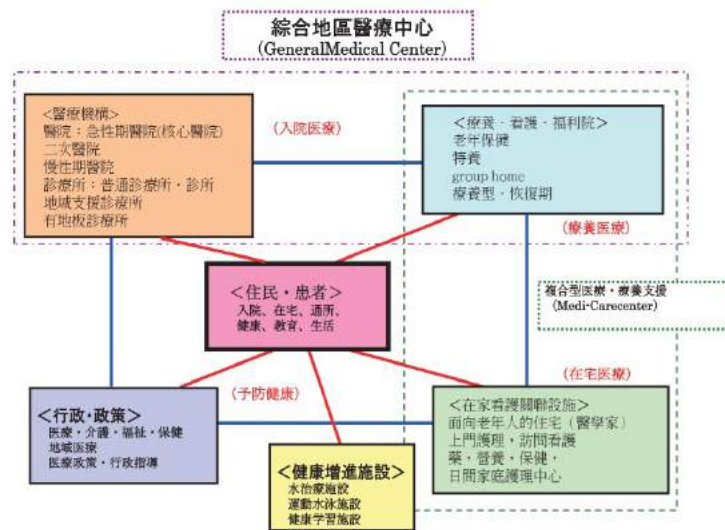 綜合地區醫療中心
(GeneralMedical Center)
<醫療機構>
醫院：急性期醫院(核心醫院)
二次醫院
慢性期醫院
診療所：普通診療所・診所
地域支援診療所
有地板診療所
(入院医療)
<療養・看護・福利院>
老年保健
特養
group home
療養型・恢復期
(療養医療)
<住民・患者>
入院、在宅、通所、
健康、教育、生活
複合型医療・療養支援
(Medi-Carecenter)
(予防健康)
(在宅医療)
<行政・政策>
医療・介護・福祉・保健
地域医療
医療政策・行政指導
<健康増進施設>
水治療施設
運動水泳施設
健康学習施設
<在家看護關聯設施>
面向老年人的住宅（醫學家）
上門護理，訪問看護
藥・營養・保健・
日間家庭護理中心